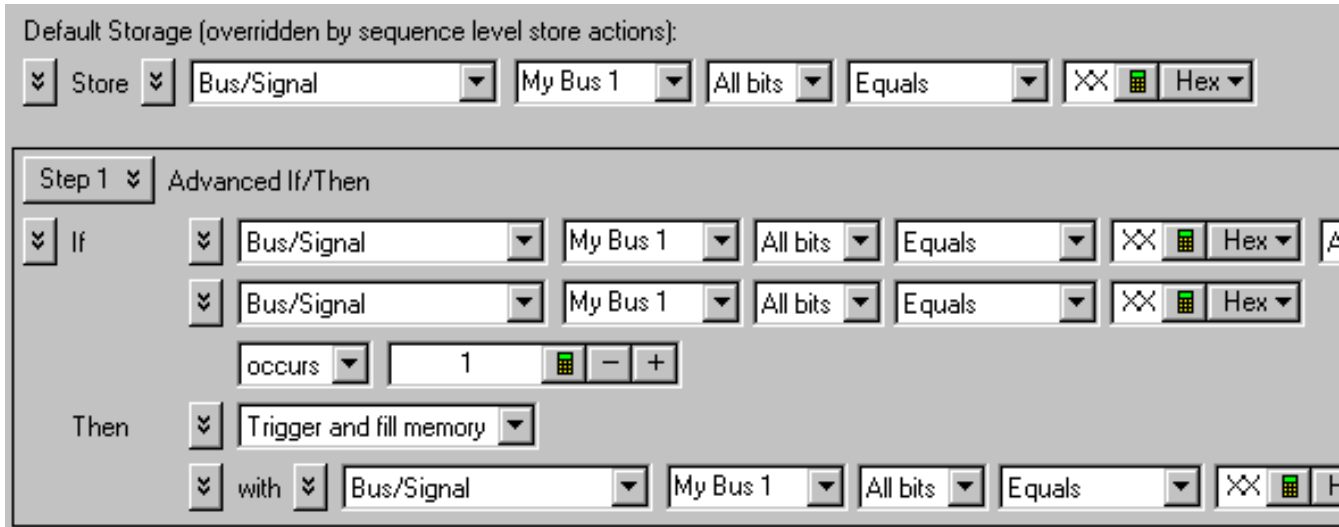 Default Storage (overridden by sequence level store actions):
Store Bus/Signal My Bus 1 All bits Equals XX Hex
Step 1 Advanced If/Then
If Bus/Signal My Bus 1 All bits Equals XX Hex
Bus/Signal My Bus 1 All bits Equals XX Hex
occurs 1 − +
Then Trigger and fill memory
with Bus/Signal My Bus 1 All bits Equals XX